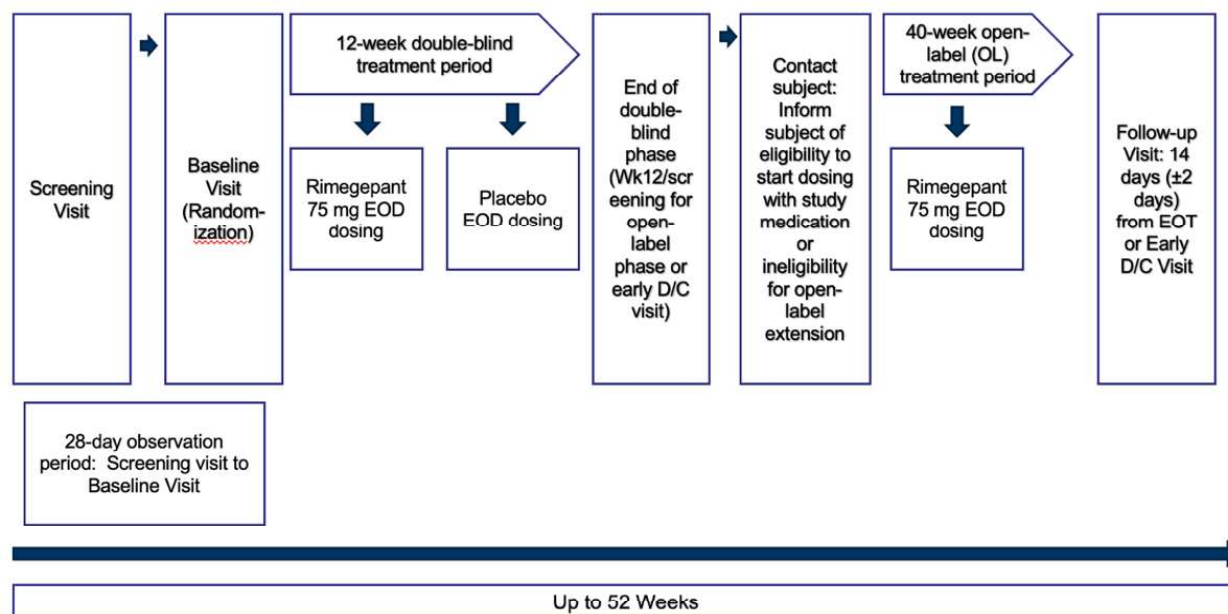 Screening
Visit
Baseline
Visit
(Random-
ization)
12-week double-blind
treatment period
Rimegepant
75 mg EOD
dosing
Placebo
EOD dosing
End of
double-
blind
phase
(Wk12/scr
eening for
open-
label
phase or
early D/C
visit)
Contact
subject:
Inform
subject of
eligibility to
start dosing
with study
medication
or
ineligibility
for open-
label
extension
40-week open-
label (OL)
treatment period
Rimegepant
75 mg EOD
dosing
Follow-up
Visit: 14
days (±2
days)
from EOT
or Early
D/C Visit
28-day observation
period: Screening visit to
Baseline Visit
Up to 52 Weeks